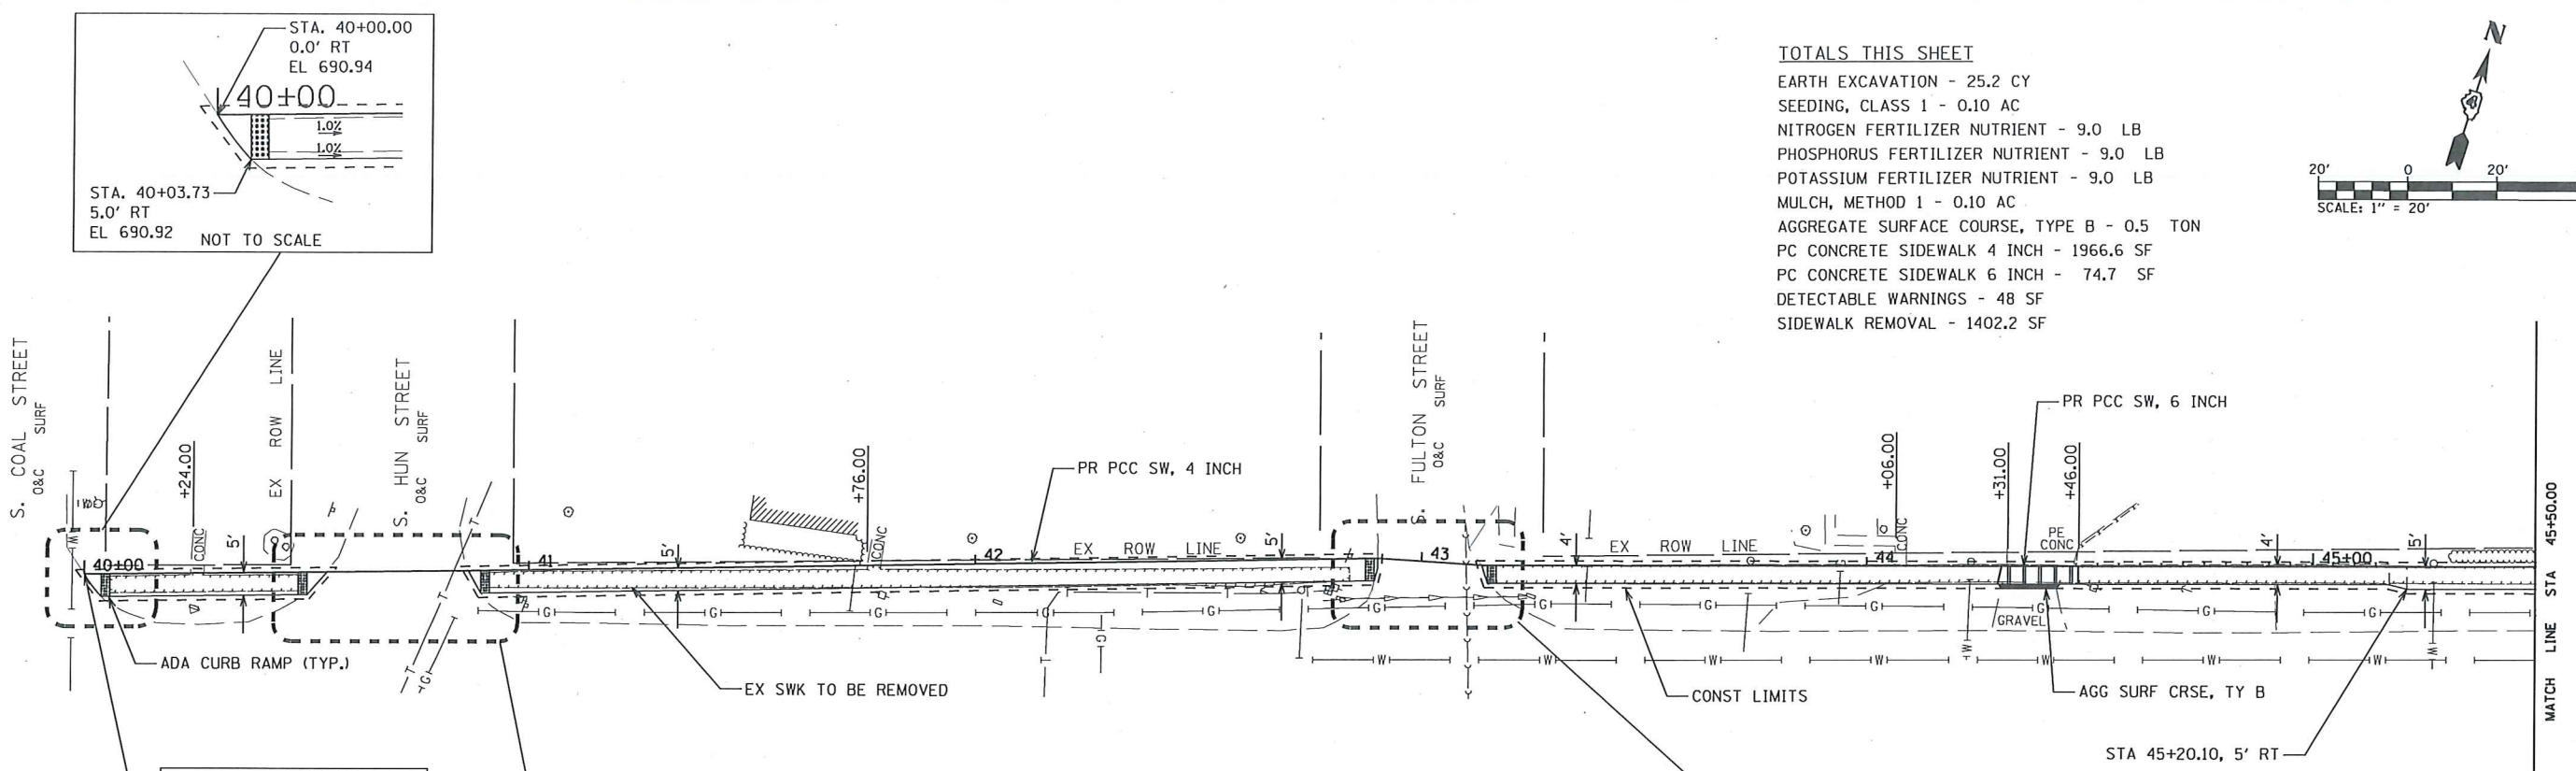 STA. 40+00.00
0.0' RT
EL 690.94
40+00
1.0%
1.0%
STA. 40+03.73
5.0' RT
EL 690.92
NOT TO SCALE
TOTALS THIS SHEET
EARTH EXCAVATION - 25.2 CY
SEEDING, CLASS 1 - 0.10 AC
NITROGEN FERTILIZER NUTRIENT - 9.0 LB
PHOSPHORUS FERTILIZER NUTRIENT - 9.0 LB
POTASSIUM FERTILIZER NUTRIENT - 9.0 LB
MULCH, METHOD 1 - 0.10 AC
AGGREGATE SURFACE COURSE, TYPE B - 0.5 TON
PC CONCRETE SIDEWALK 4 INCH - 1966.6 SF
PC CONCRETE SIDEWALK 6 INCH - 74.7 SF
DETECTABLE WARNINGS - 48 SF
SIDEWALK REMOVAL - 1402.2 SF
N
20' 0 20'
SCALE: 1" = 20'
S. COAL STREET
O&C SURF
+24.00
CONC
5'
EX ROW LINE
S. HUN STREET
O&C SURF
+76.00
CONC
PR PCC SW, 4 INCH
S. FULTON STREET
O&C SURF
+06.00
CONC
+31.00
+46.00
PR PCC SW, 6 INCH
PE
CONC
40+00
41
5'
42
EX ROW LINE
5'
43
4'
EX ROW LINE
44
4'
45+00
5'
MATCH LINE STA 45+50.00
W
W
T
T
T
G
T
G
G
G
G
G
G
G
G
G
G
G
G
G
G
GRAVEL
W
W
W
W
W
W
W
W
W
Y
Y
Y
Y
ADA CURB RAMP (TYP.)
EX SWK TO BE REMOVED
CONST LIMITS
AGG SURF CRSE, TY B
STA 45+20.10, 5' RT